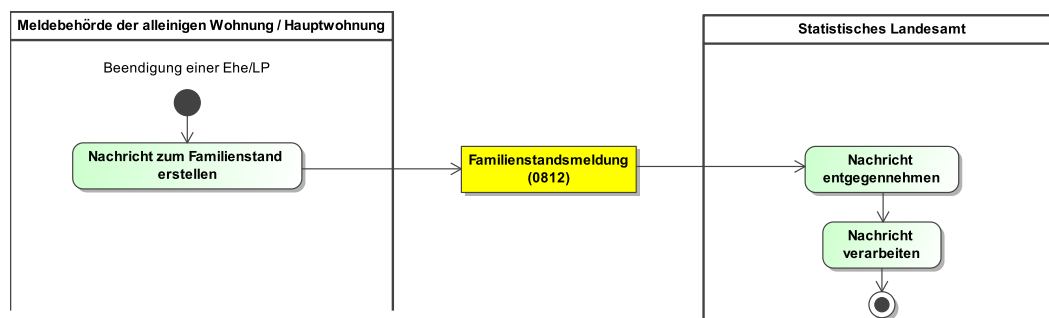 Meldebehörde der alleinigen Wohnung / Hauptwohnung
Beendigung einer Ehe/LP
Nachricht zum Familienstand
erstellen
Familienstandsmeldung
(0812)
Statistisches Landesamt
Nachricht
entgegennehmen
Nachricht
verarbeiten